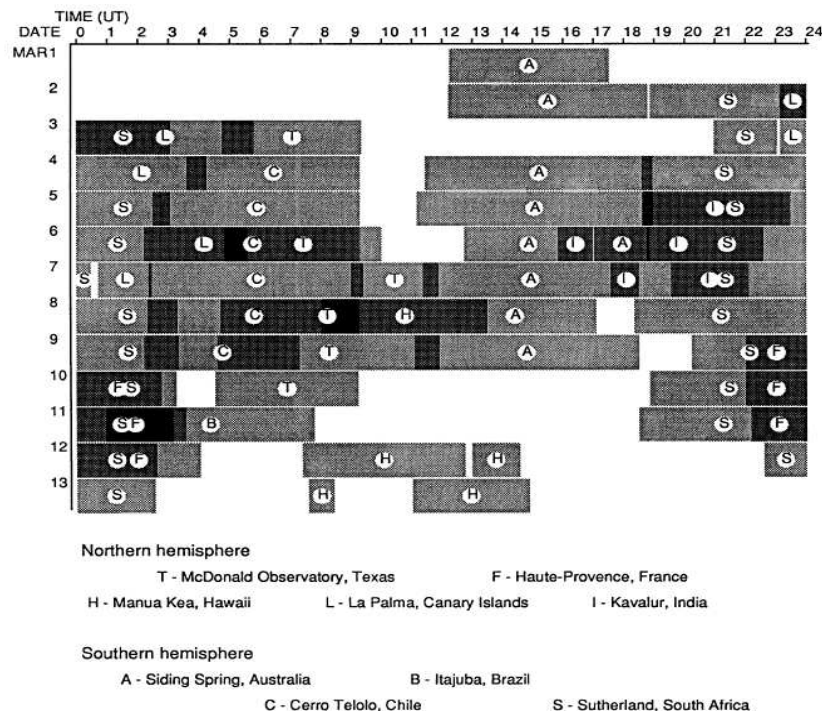 TIME (UT)
DATE 0 1 2 3 4 5 6 7 8 9 10 11 12 13 14 15 16 17 18 19 20 21 22 23 24
MAR1 A
2 A S L
3 S L T S L
4 L C A S
5 S C A I S
6 S L C T A I A I S
7 S L C T A I I S
8 S C T H A S
9 S C T A S F
10 F S T S F
11 S F B S F
12 S F H H S
13 S H H
Northern hemisphere
T - McDonald Observatory, Texas F - Haute-Provence, France
H - Manua Kea, Hawaii L - La Palma, Canary Islands I - Kavalur, India
Southern hemisphere
A - Siding Spring, Australia B - Itajuba, Brazil
C - Cerro Telolo, Chile S - Sutherland, South Africa